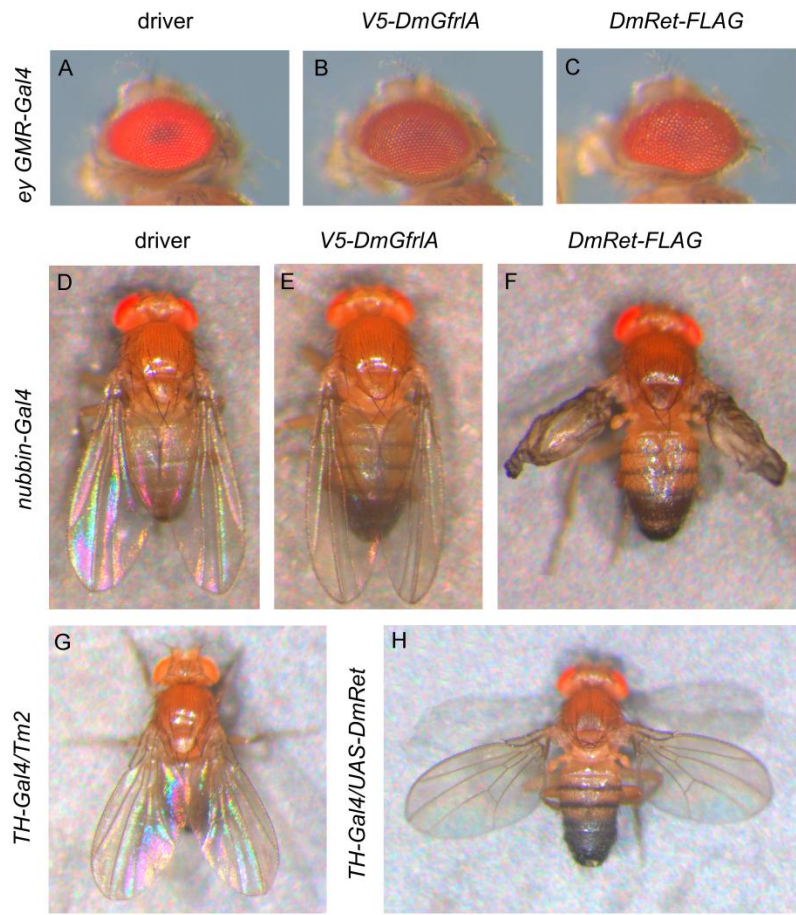 driver V5-DmGfrlA DmRet-FLAG
ey GMR-Gal4
A B C
driver V5-DmGfrlA DmRet-FLAG
nubbin-Gal4
D E F
TH-Gal4/Tm2
G
TH-Gal4/UAS-DmRet
H